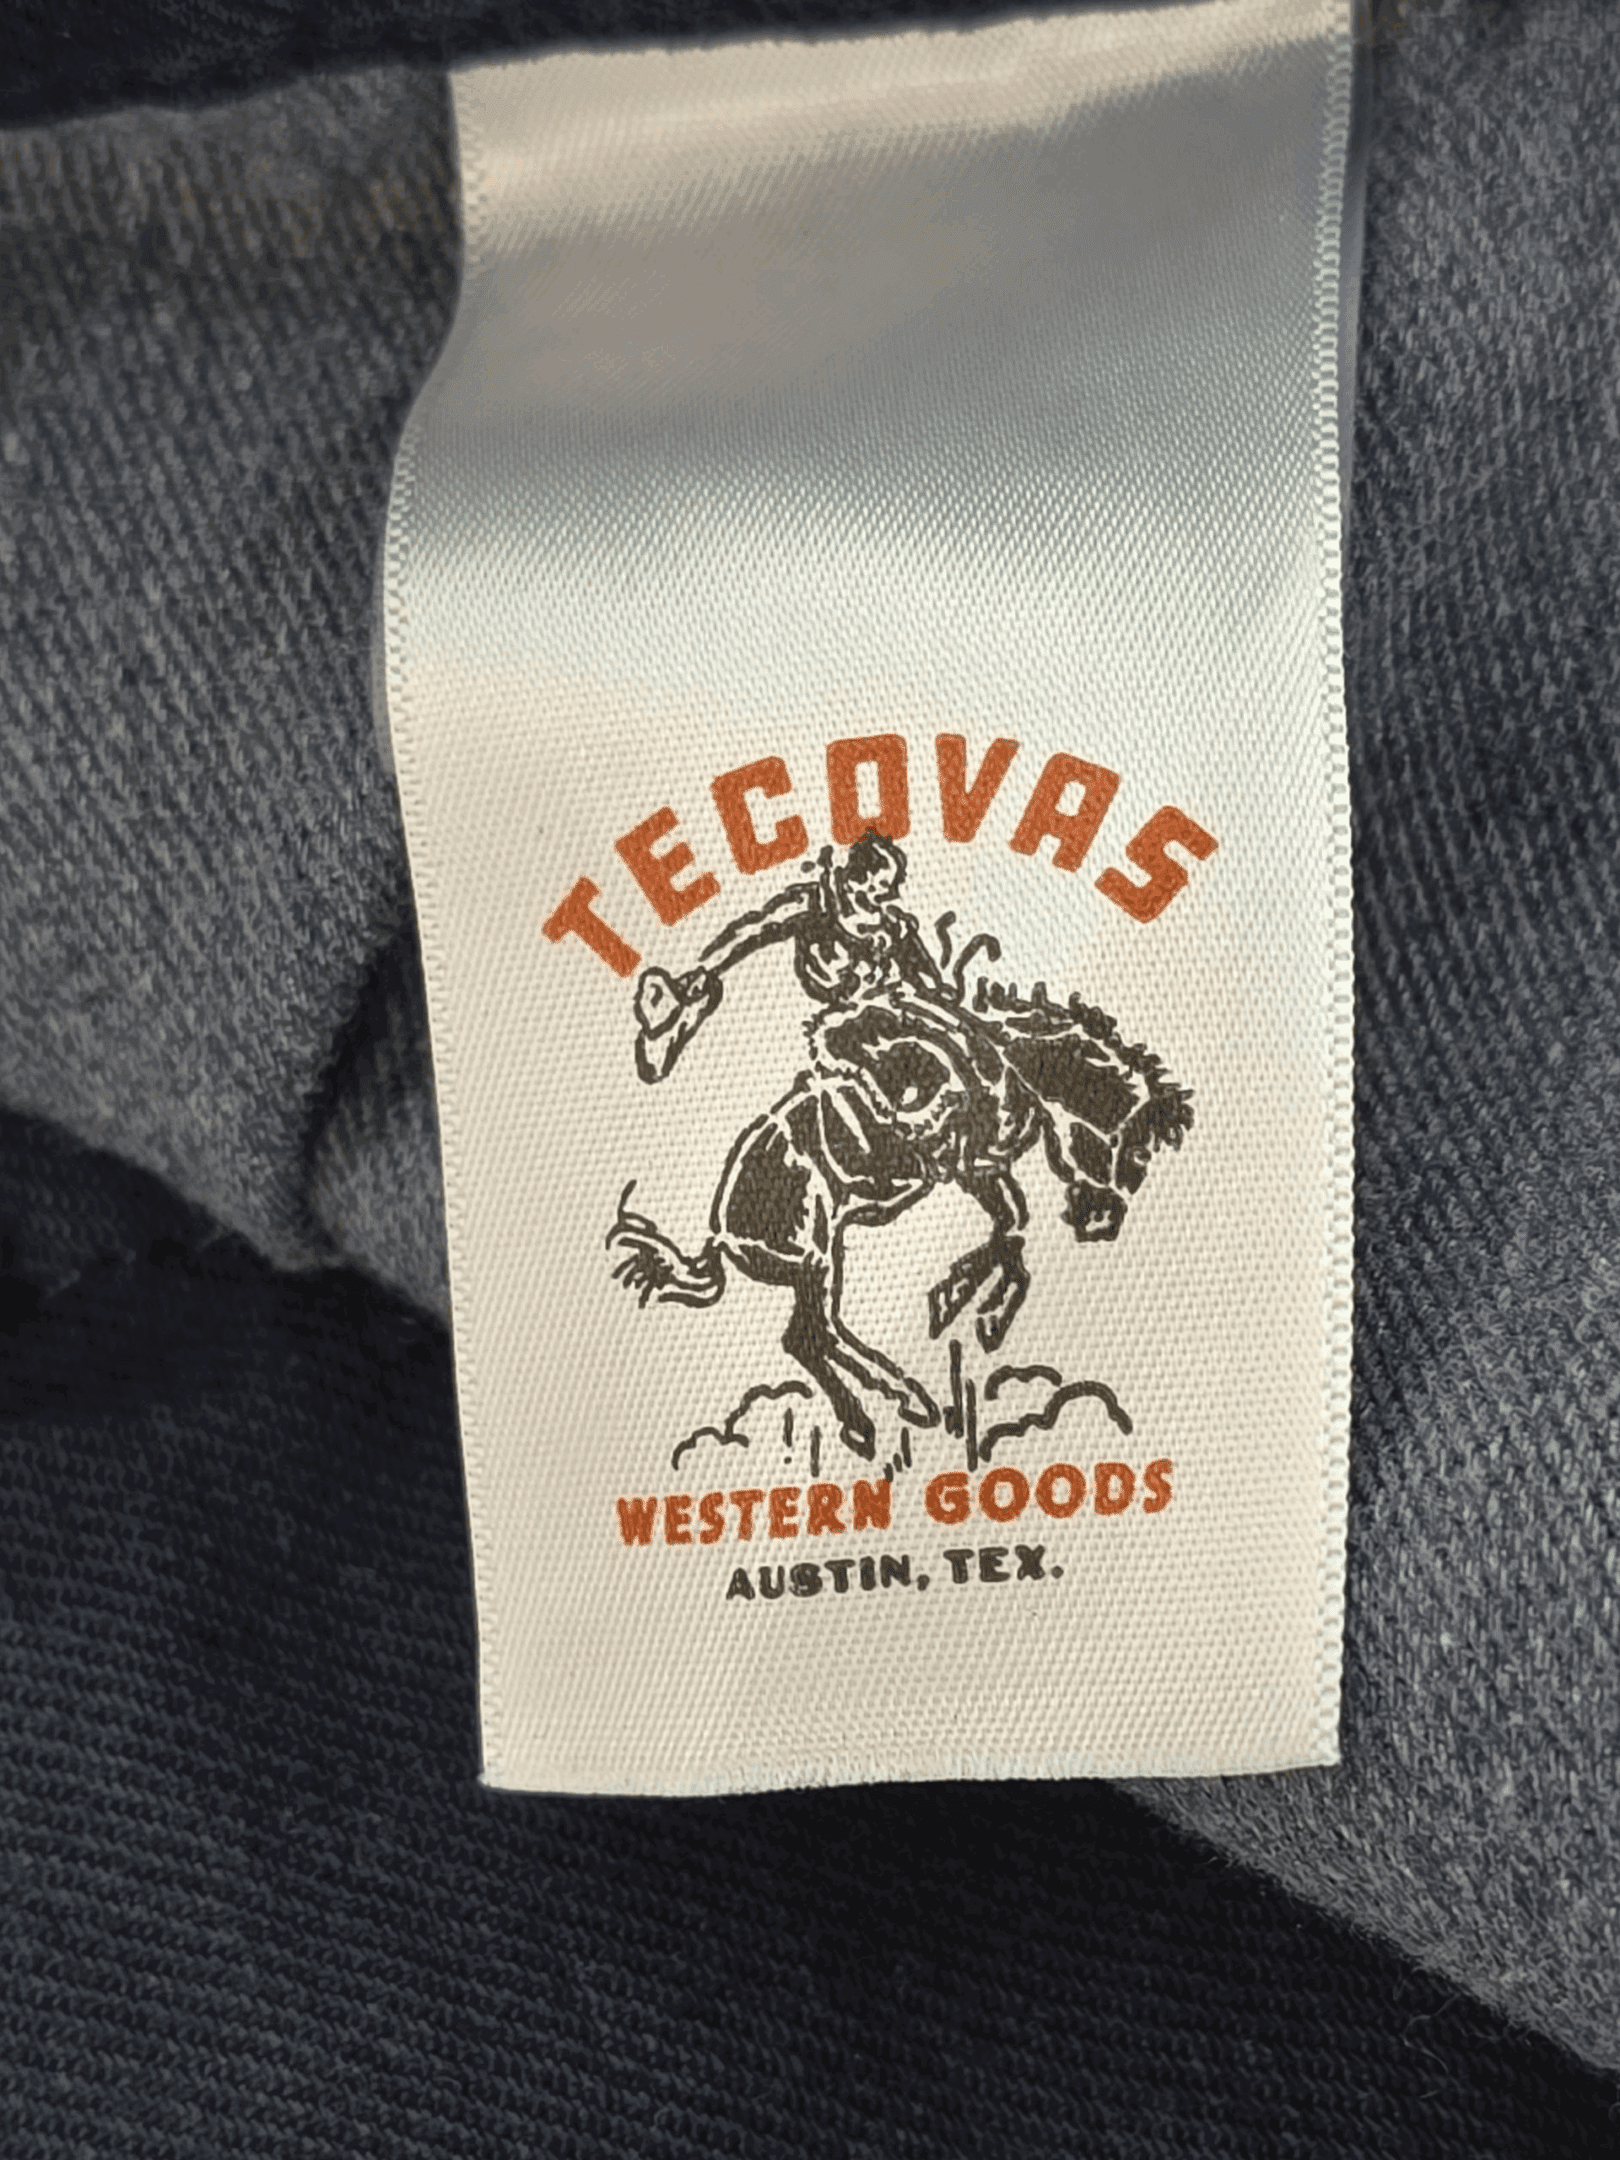 TECOVAS
WESTERN GOODS
AUSTIN, TEX.